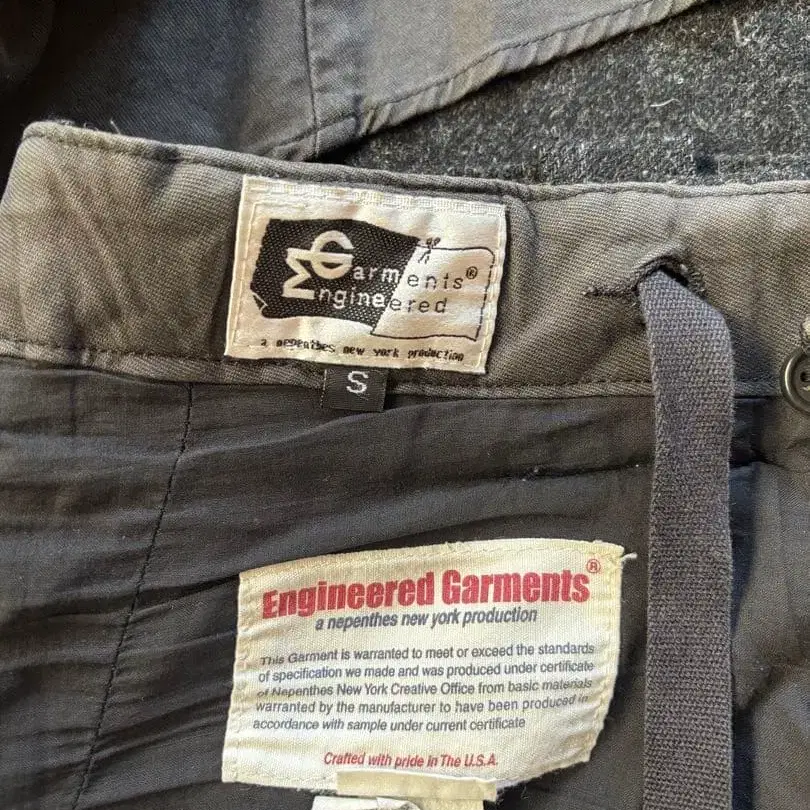 Garments®
Engineered
a nepenthes new york production
S
Engineered Garments®
a nepenthes new york production
This Garment is warranted to meet or exceed the standards
of specification we made and was produced under certificate
of Nepenthes New York Creative Office from basic materials
warranted by the manufacturer to have been produced in
accordance with sample under current certificate
Crafted with pride in The U.S.A.